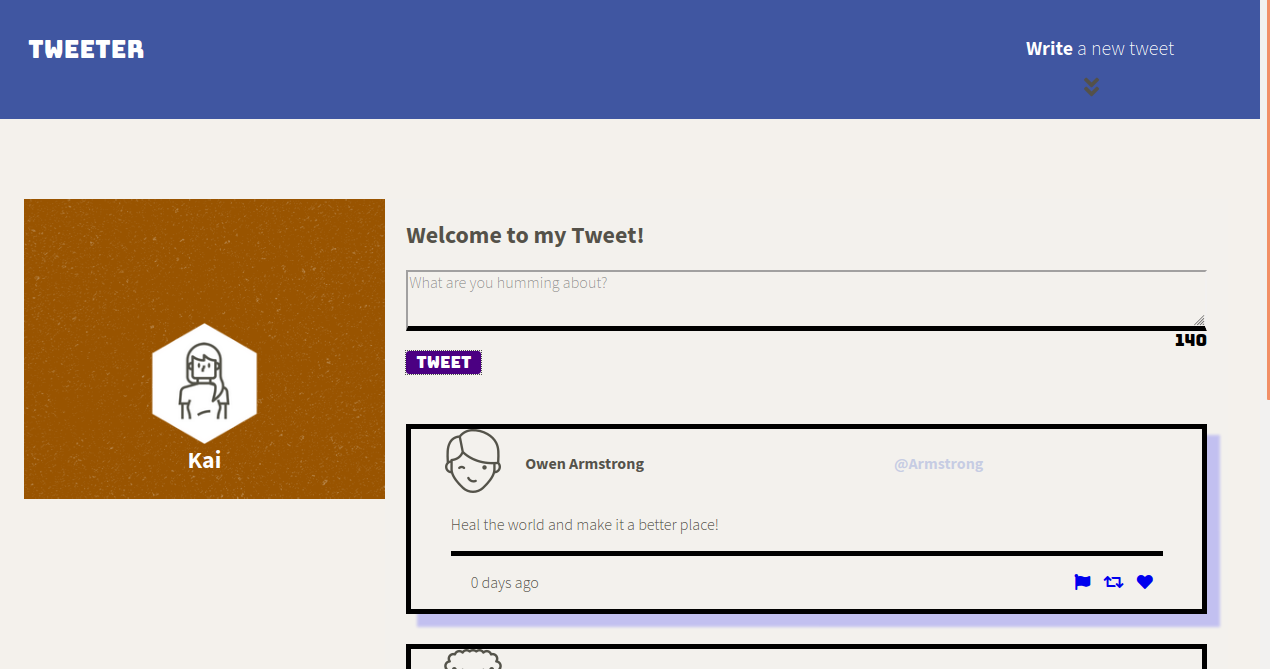 TWEETER
Write a new tweet
Kai
Welcome to my Tweet!
What are you humming about?
140
TWEET
Owen Armstrong
@Armstrong
Heal the world and make it a better place!
0 days ago